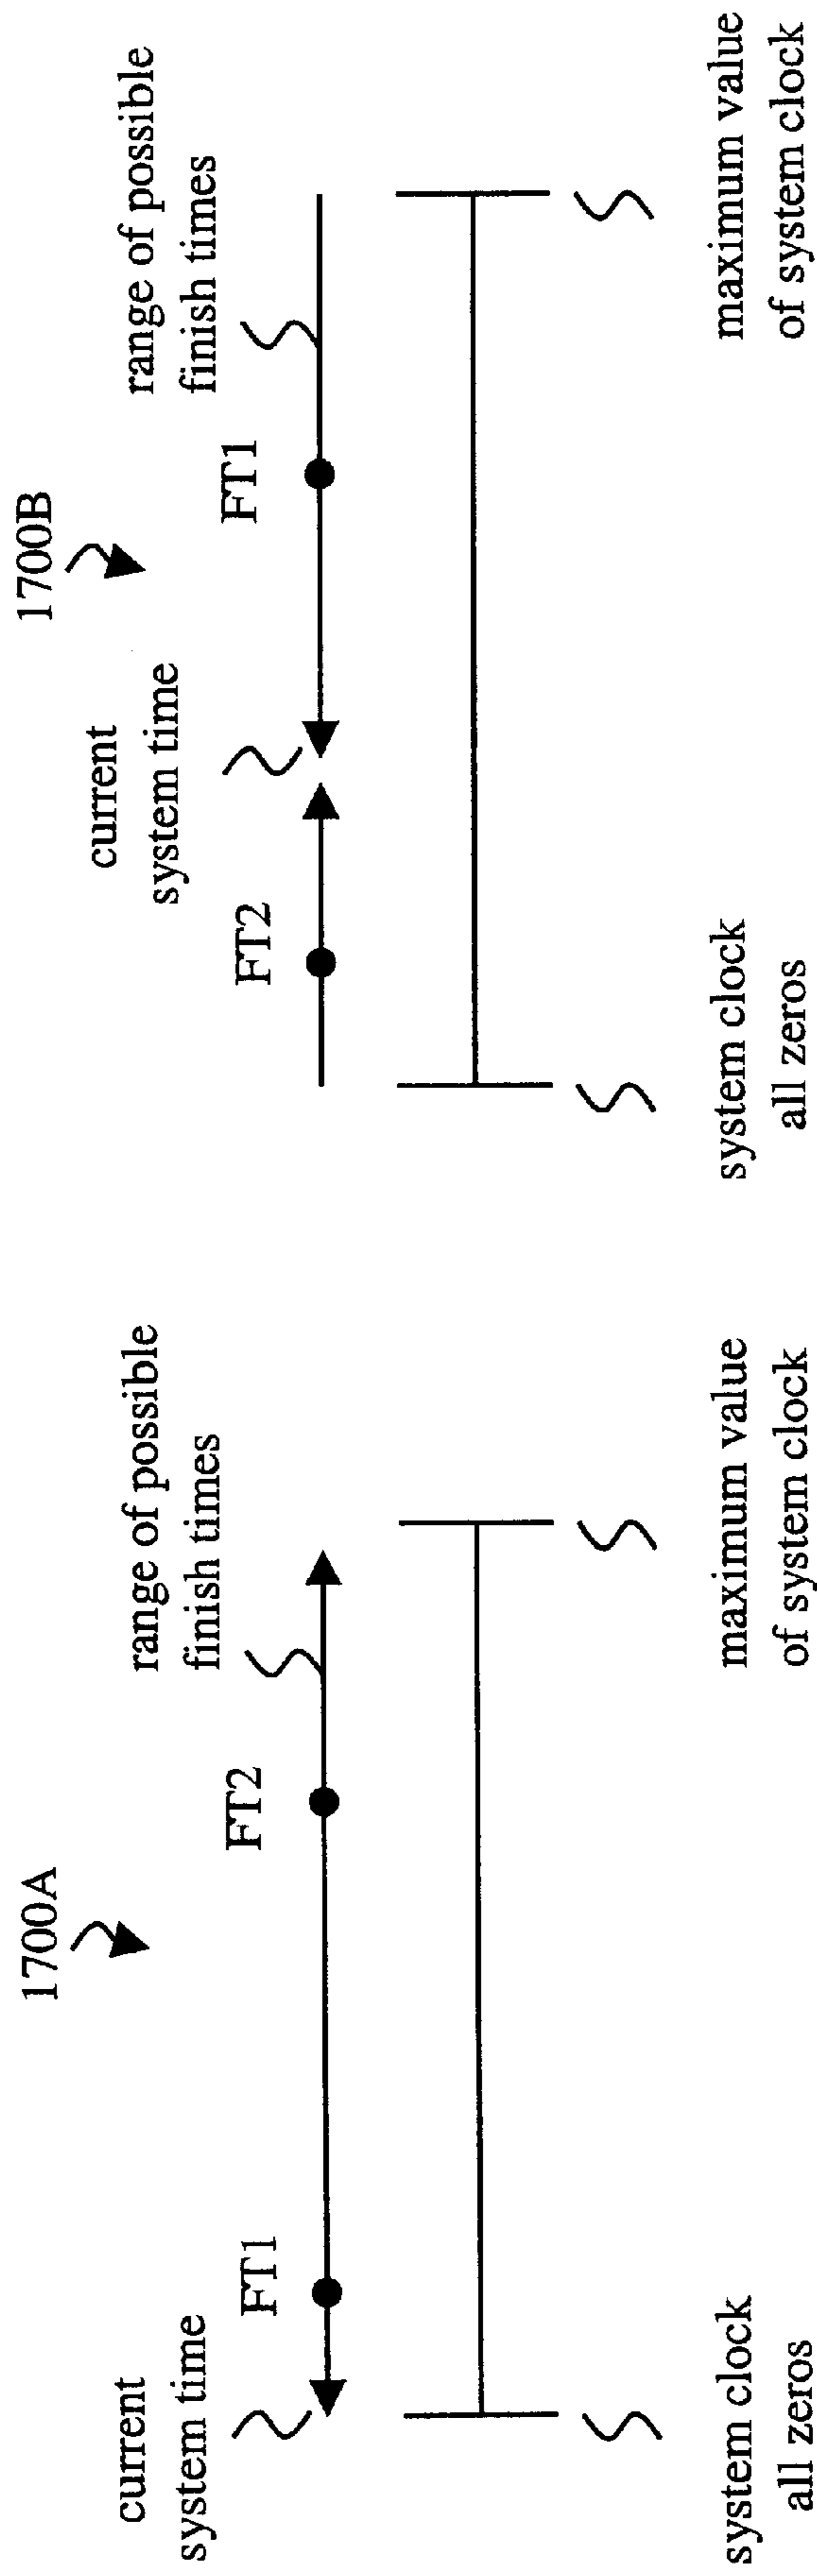 1700A
current
system time
FT1
FT2
range of possible
finish times
system clock
all zeros
maximum value
of system clock
1700B
current
system time
FT2
FT1
range of possible
finish times
system clock
all zeros
maximum value
of system clock